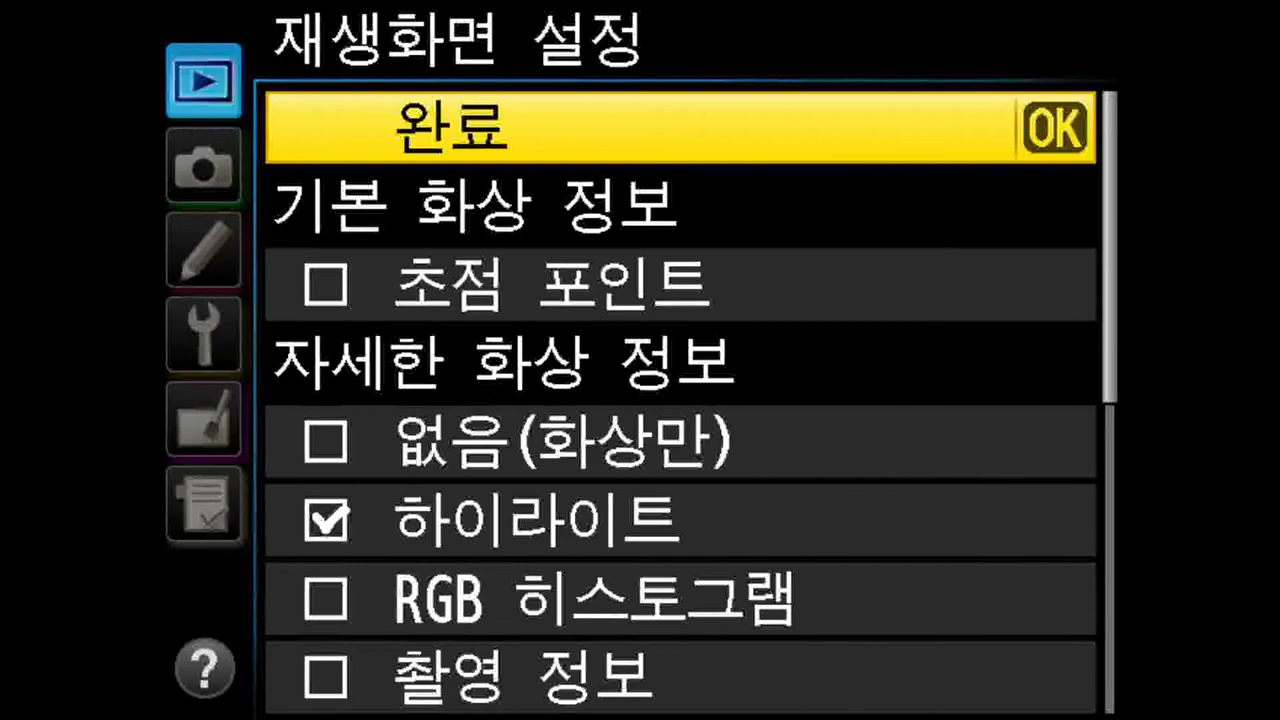 재생화면 설정
완료 OK
기본 화상 정보
초점 포인트
자세한 화상 정보
없음(화상만)
하이라이트
RGB 히스토그램
촬영 정보
?